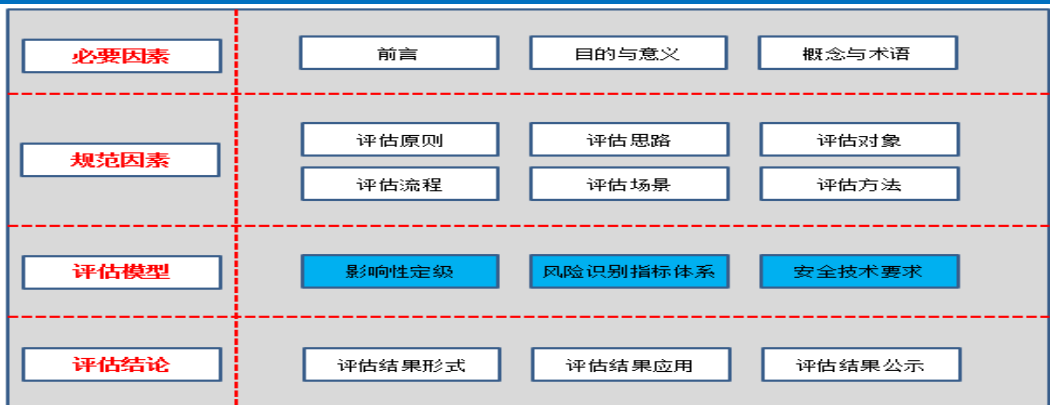 必要因素 前言 目的与意义 概念与术语
规范因素
评估原则 评估思路 评估对象
评估流程 评估场景 评估方法
评估模型 影响性定级 风险识别指标体系 安全技术要求
评估结论 评估结果形式 评估结果应用 评估结果公示